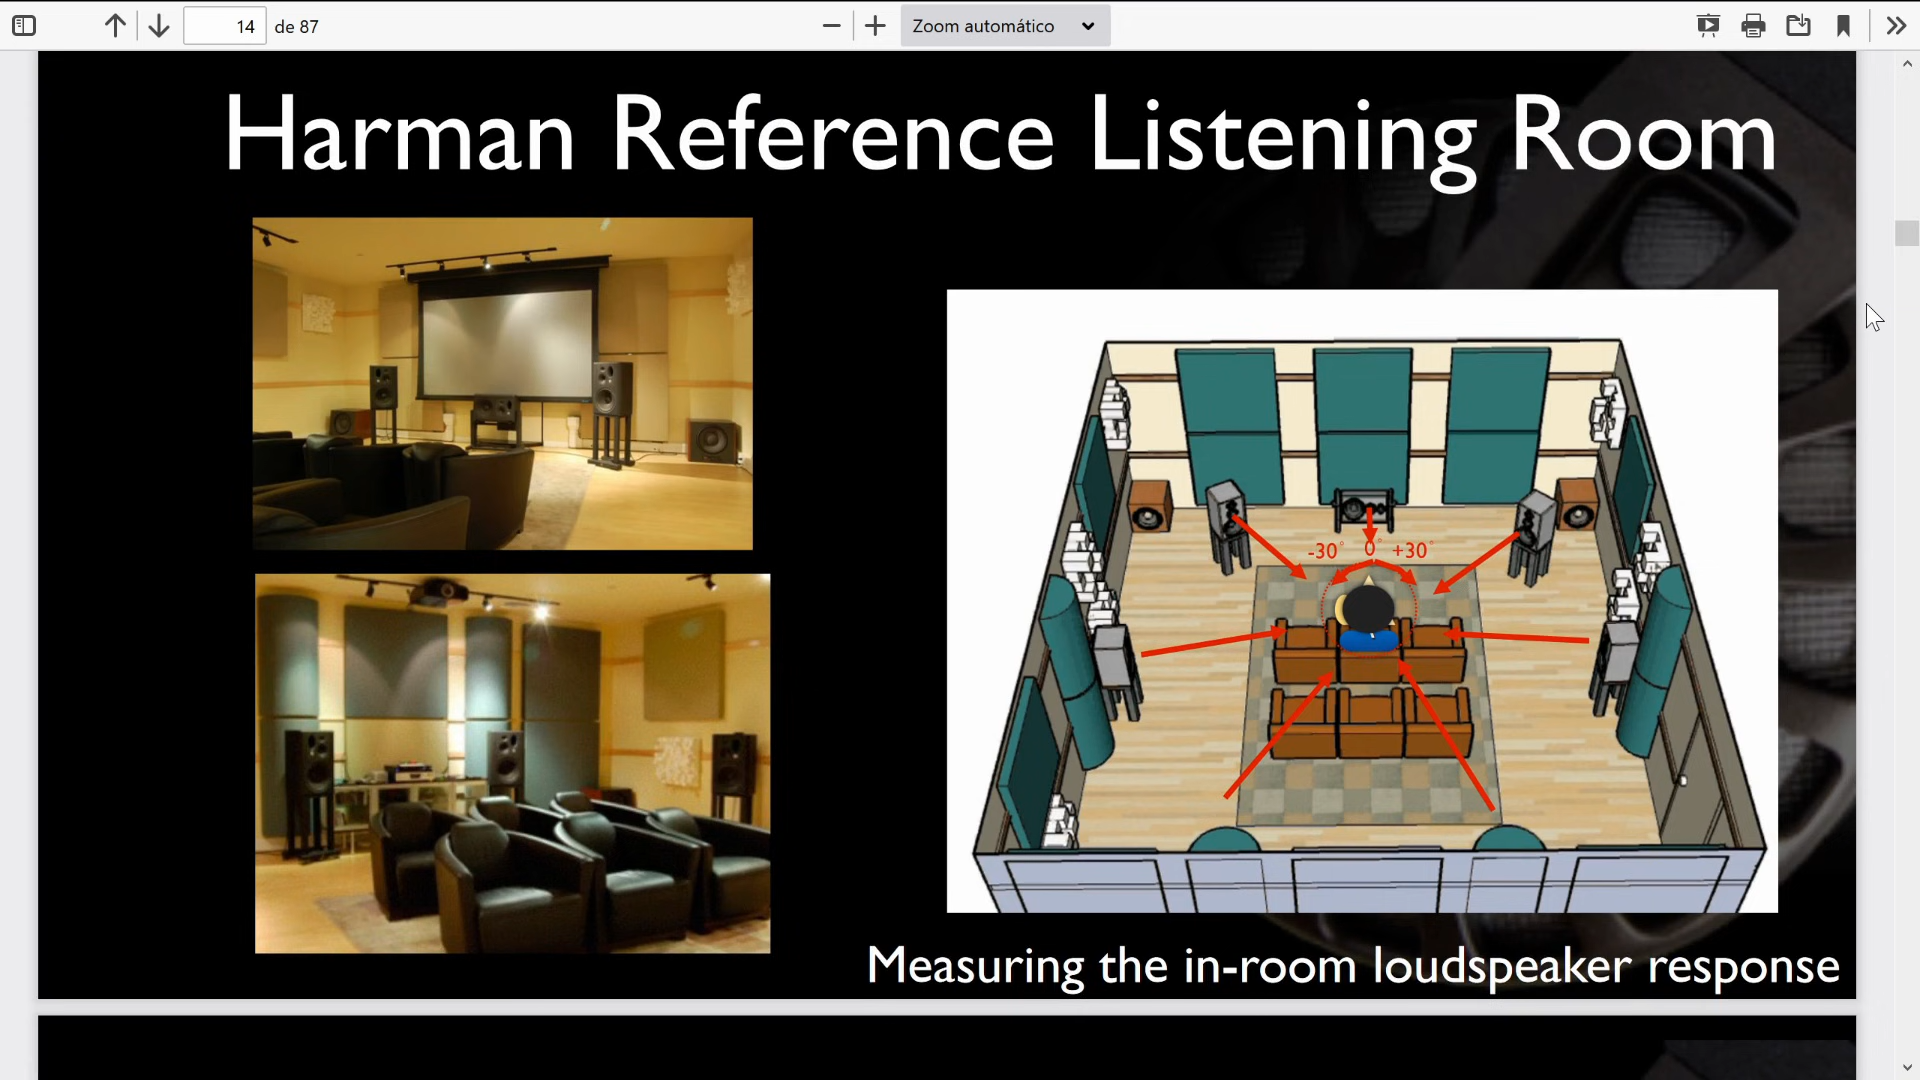 14 de 87
Zoom automático
Harman Reference Listening Room
-30° 0° +30°
Measuring the in-room loudspeaker response